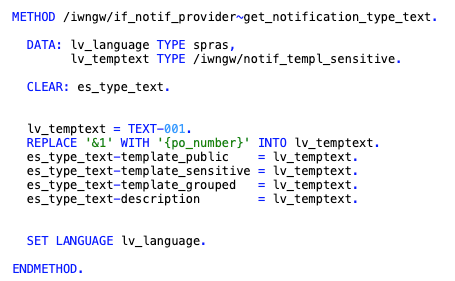 METHOD /iwngw/if_notif_provider~get_notification_type_text.
DATA: lv_language TYPE spras,
lv_temptext TYPE /iwngw/notif_templ_sensitive.
CLEAR: es_type_text.
lv_temptext = TEXT-001.
REPLACE '&1' WITH '{po_number}' INTO lv_temptext.
es_type_text-template_public = lv_temptext.
es_type_text-template_sensitive = lv_temptext.
es_type_text-template_grouped = lv_temptext.
es_type_text-description = lv_temptext.
SET LANGUAGE lv_language.
ENDMETHOD.